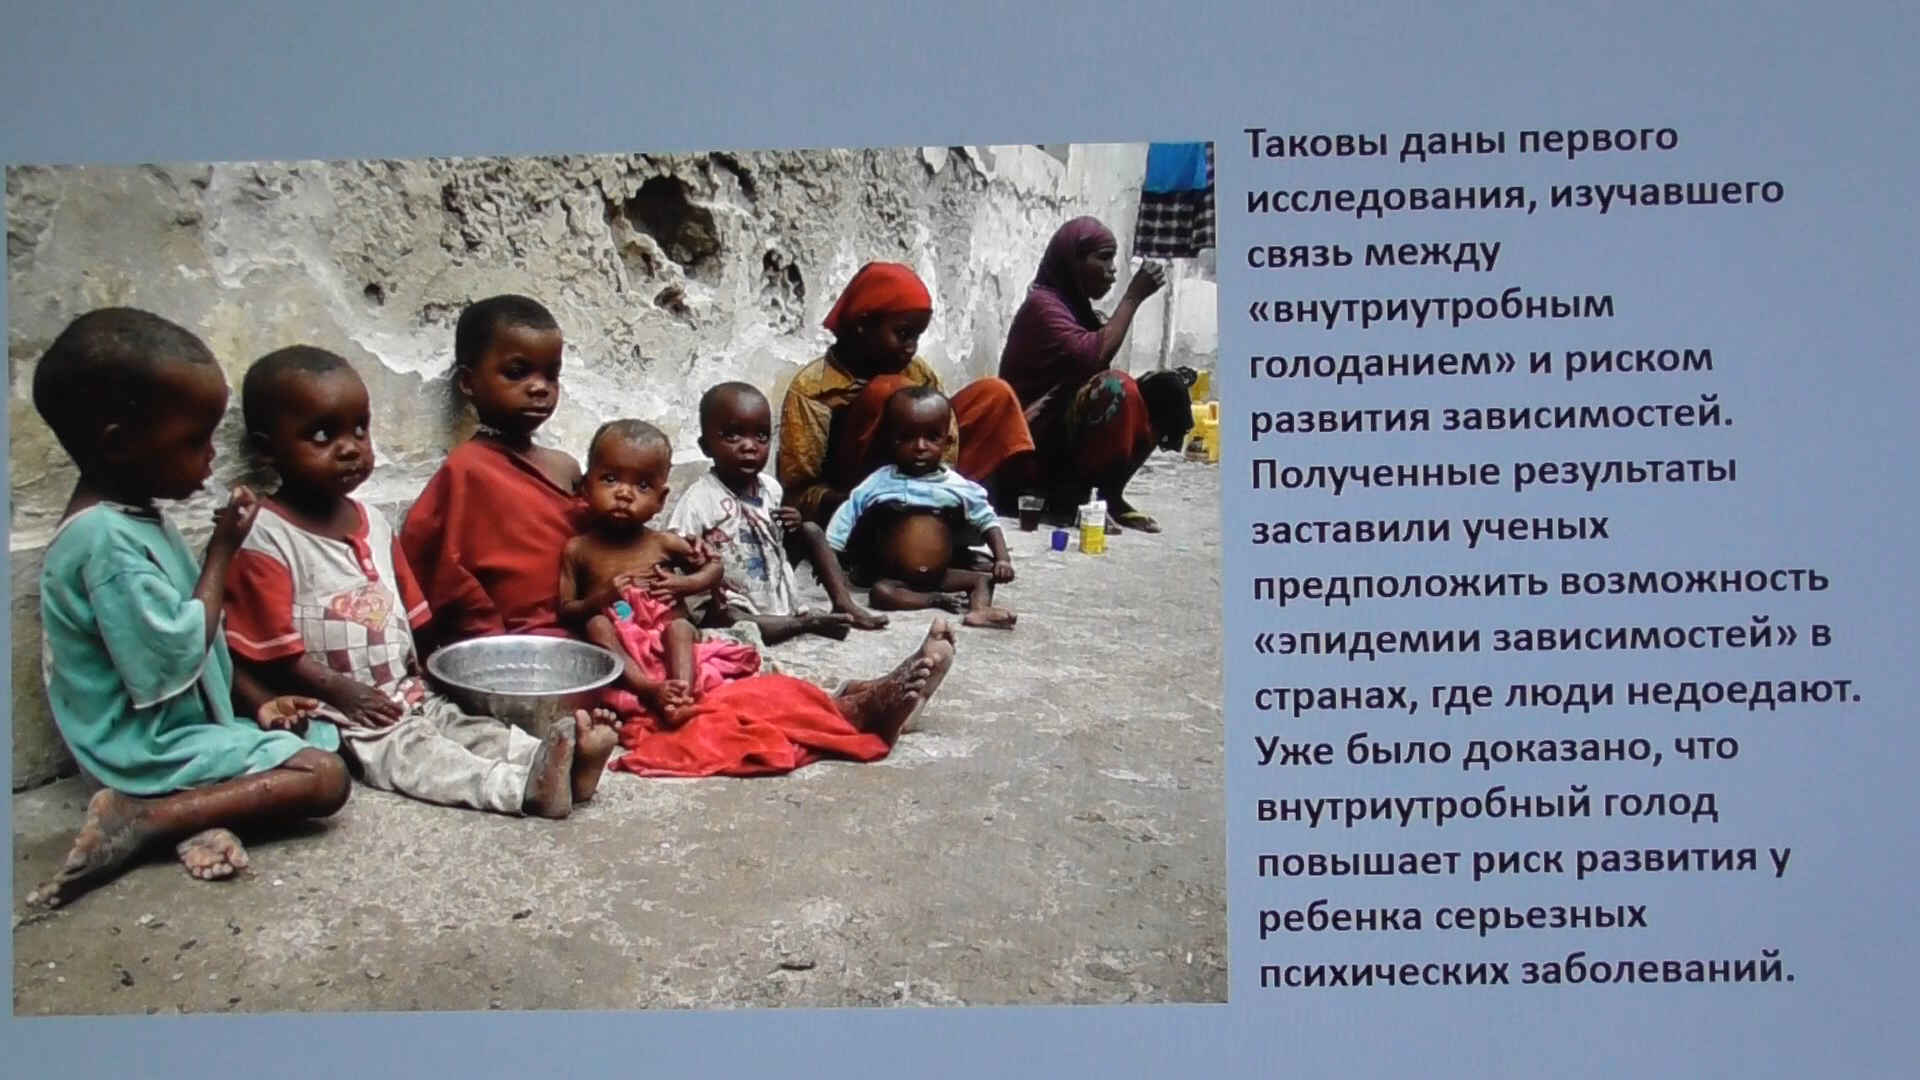 Таковы даны первого
исследования, изучавшего
связь между
«внутриутробным
голоданием» и риском
развития зависимостей.
Полученные результаты
заставили ученых
предположить возможность
«эпидемии зависимостей» в
странах, где люди недоедают.
Уже было доказано, что
внутриутробный голод
повышает риск развития у
ребенка серьезных
психических заболеваний.